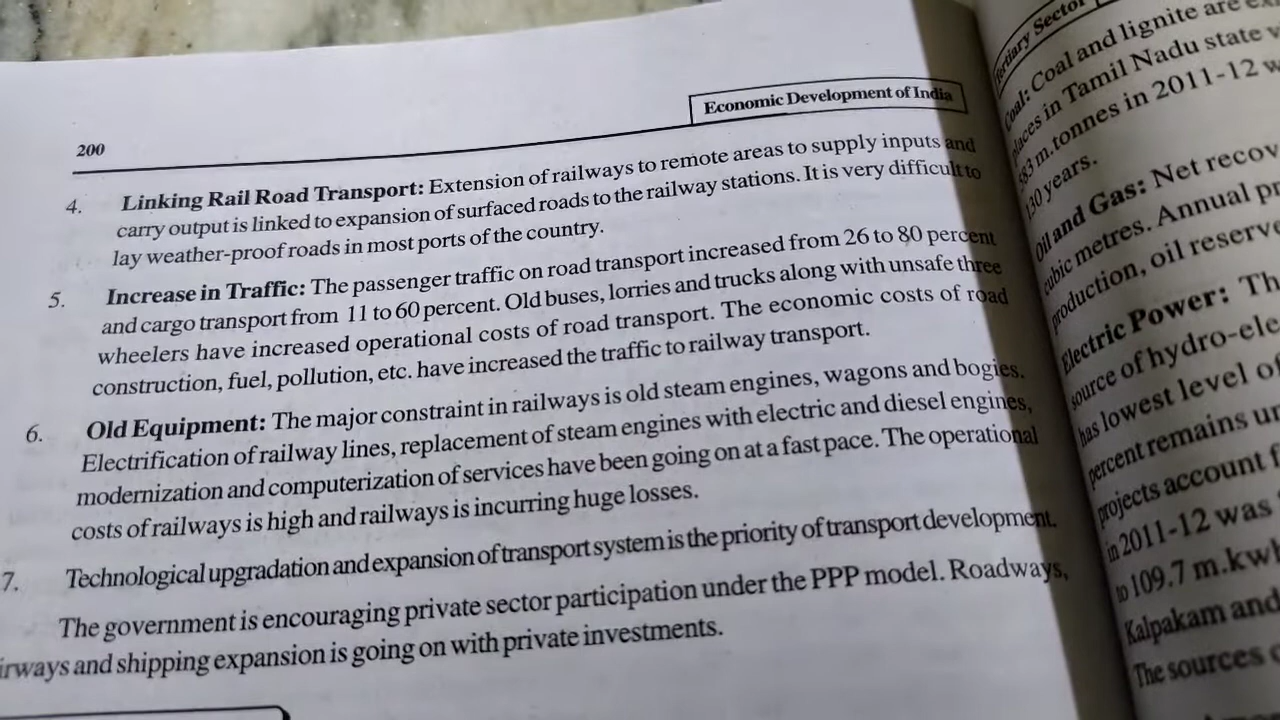 200
Economic Development of India
4. Linking Rail Road Transport: Extension of railways to remote areas to supply inputs and
carry output is linked to expansion of surfaced roads to the railway stations. It is very difficult to
lay weather-proof roads in most ports of the country.
5. Increase in Traffic: The passenger traffic on road transport increased from 26 to 80 percent
and cargo transport from 11 to 60 percent. Old buses, lorries and trucks along with unsafe three
wheelers have increased operational costs of road transport. The economic costs of road
construction, fuel, pollution, etc. have increased the traffic to railway transport.
6. Old Equipment: The major constraint in railways is old steam engines, wagons and bogies.
Electrification of railway lines, replacement of steam engines with electric and diesel engines,
modernization and computerization of services have been going on at a fast pace. The operational
costs of railways is high and railways is incurring huge losses.
7. Technological upgradation and expansion of transport system is the priority of transport development.
The government is encouraging private sector participation under the PPP model. Roadways,
irways and shipping expansion is going on with private investments.
Tertiary Sector
Coal: Coal and lignite are
places in Tamil Nadu state
m.tonnes in 2011-12
130 years.
Oil and Gas: Net recov
cubic metres. Annual pr
production, oil reserve
Electric Power: Th
source of hydro-ele
has lowest level of
percent remains un
projects account f
in 2011-12 was
to 109.7 m.kwh
Kalpakam and
The sources